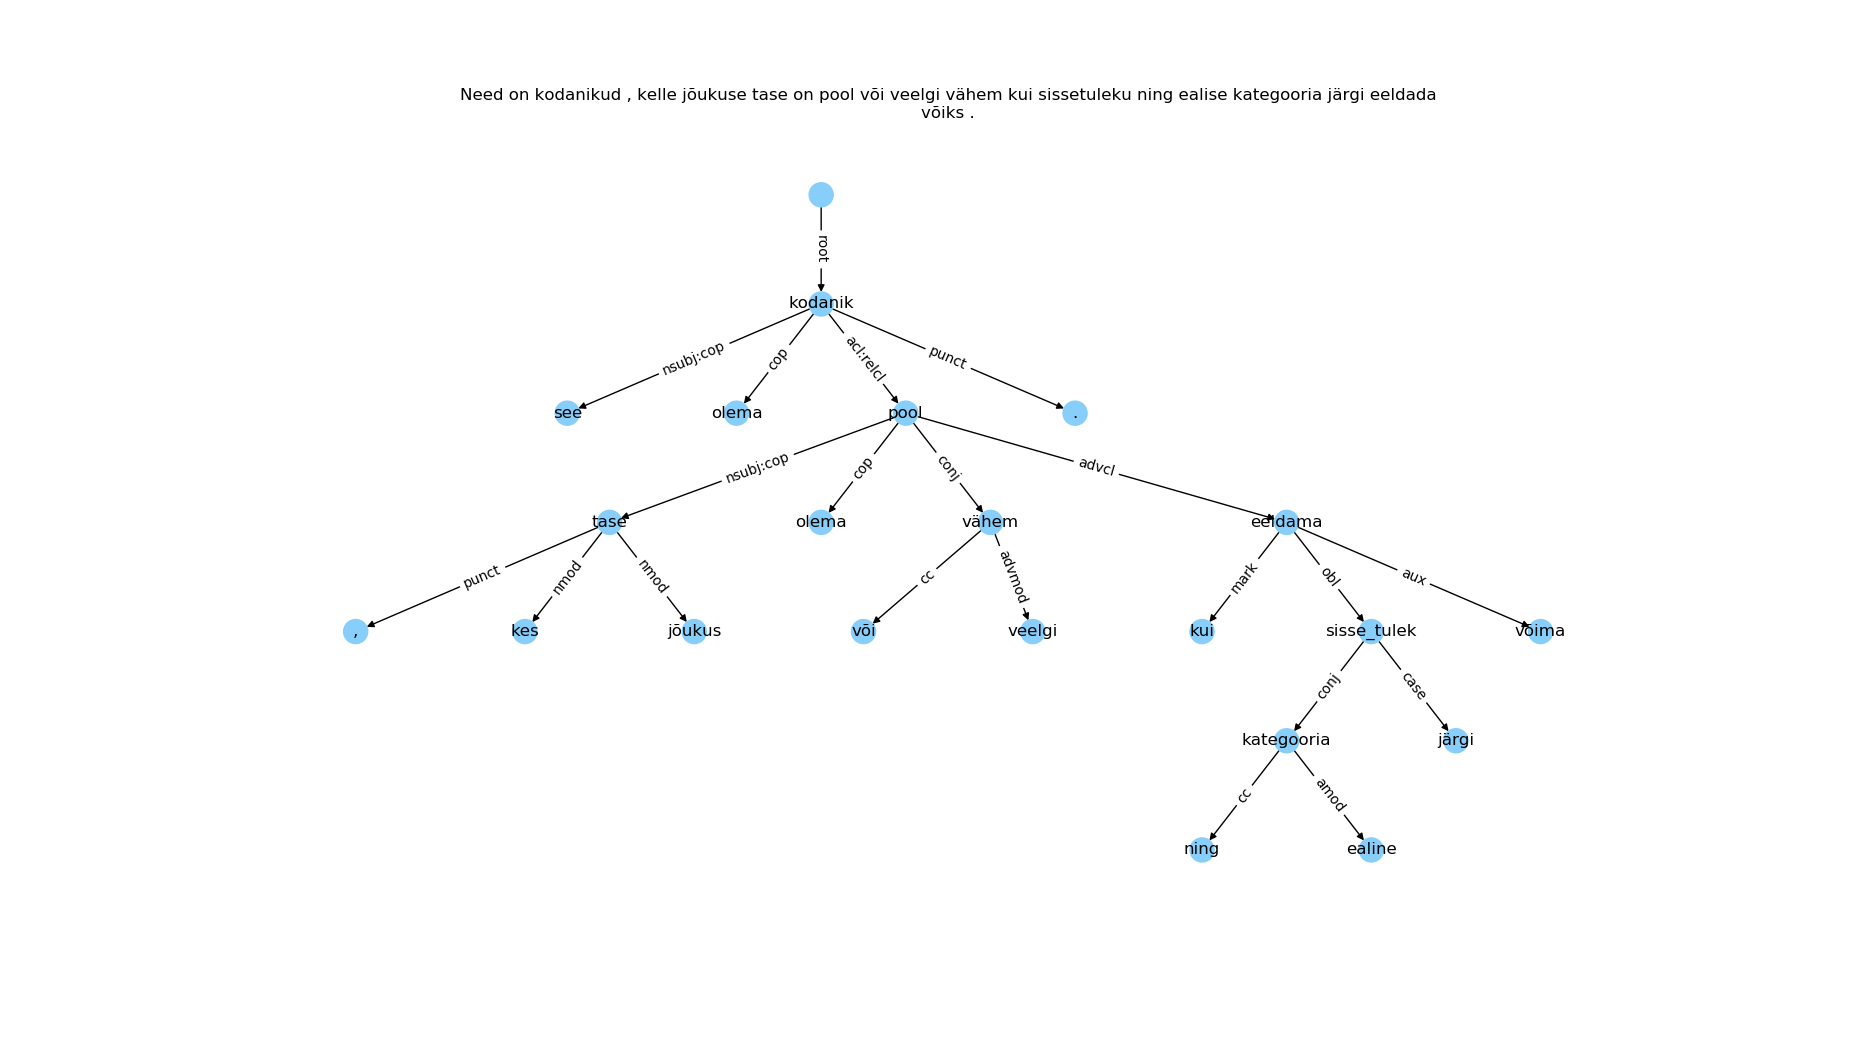 Need on kodanikud , kelle jõukuse tase on pool või veelgi vähem kui sissetuleku ning ealise kategooria järgi eeldada
võiks .
root
kodanik
nsubj:cop
cop
acl:relcl
punct
see
olema
pool
.
nsubj:cop
cop
conj
advcl
tase
olema
vähem
eeldama
punct
nmod
nmod
cc
advmod
mark
obl
aux
,
kes
jõukus
või
veelgi
kui
sisse_tulek
võima
conj
case
kategooria
järgi
cc
amod
ning
ealine